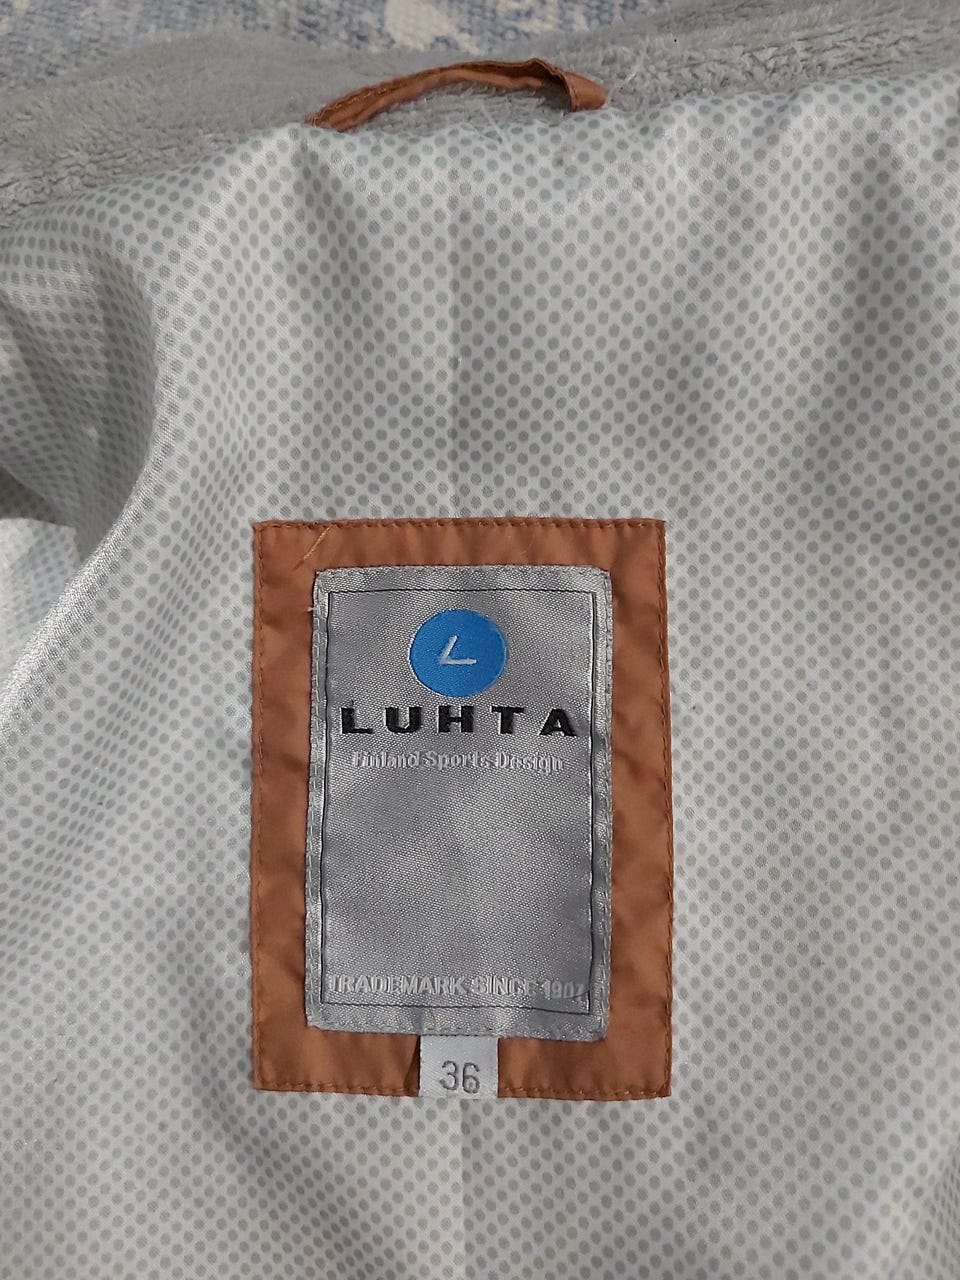 L
LUHTA
Finland Sports Design
TRADEMARK SINCE 1907
36